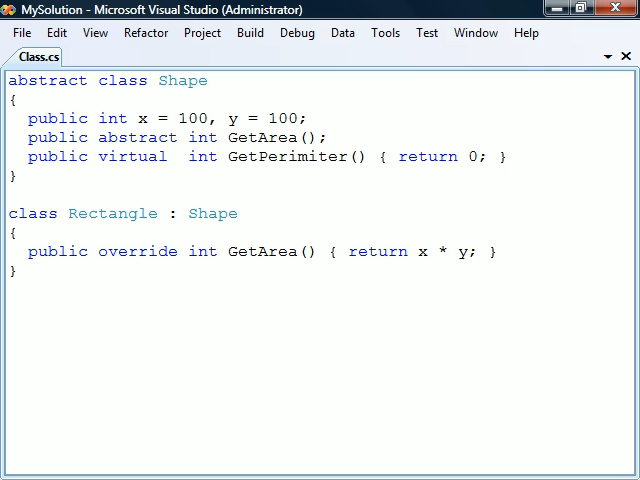 MySolution - Microsoft Visual Studio (Administrator)
File Edit View Refactor Project Build Debug Data Tools Test Window Help
Class.cs
abstract class Shape
{
  public int x = 100, y = 100;
  public abstract int GetArea();
  public virtual  int GetPerimiter() { return 0; }
}

class Rectangle : Shape
{
  public override int GetArea() { return x * y; }
}